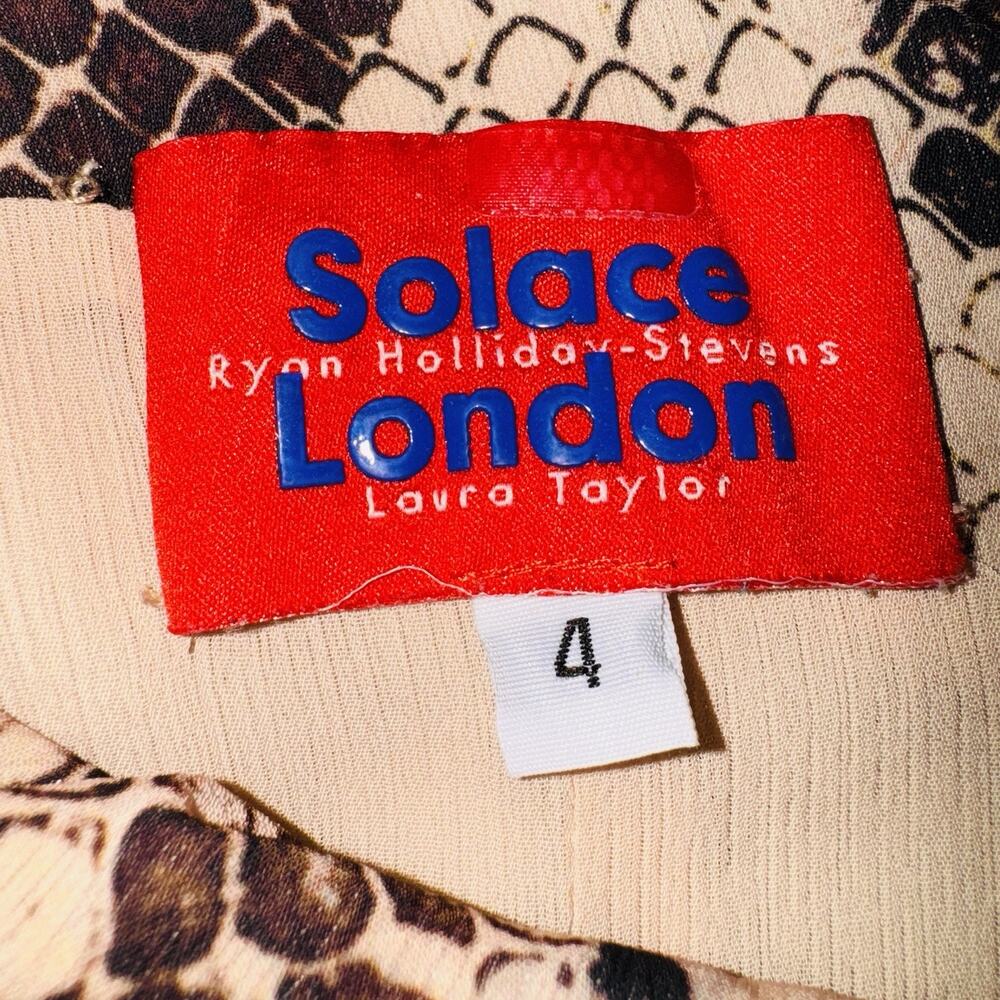 Solace
Ryan Holliday-Stevens
London
Laura Taylor
4